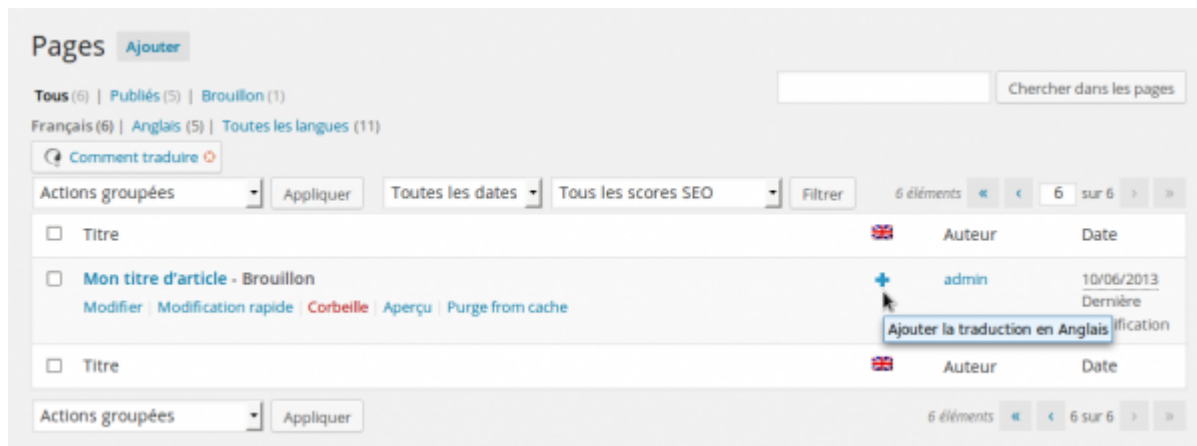 Pages Ajouter
Tous (6) | Publiés (5) | Brouillon (1)
Chercher dans les pages
Français (6) | Anglais (5) | Toutes les langues (11)
Comment traduire
Actions groupées Appliquer Toutes les dates Tous les scores SEO Filtrer 6 éléments « ‹ 6 sur 6 › »
Titre Auteur Date
Mon titre d'article - Brouillon admin 10/06/2013
Modifier | Modification rapide | Corbeille | Aperçu | Purge from cache Dernière
Ajouter la traduction en Anglais ification
Titre Auteur Date
Actions groupées Appliquer 6 éléments « ‹ 6 sur 6 › »